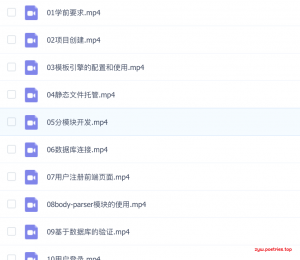 01学前要求.mp4
02项目创建.mp4
03模板引擎的配置和使用.mp4
04静态文件托管.mp4
05分模块开发.mp4
06数据库连接.mp4
07用户注册前端页面.mp4
08body-parser模块的使用.mp4
09基于数据库的验证.mp4
10用户登录.mp4
zyw.poetries.top